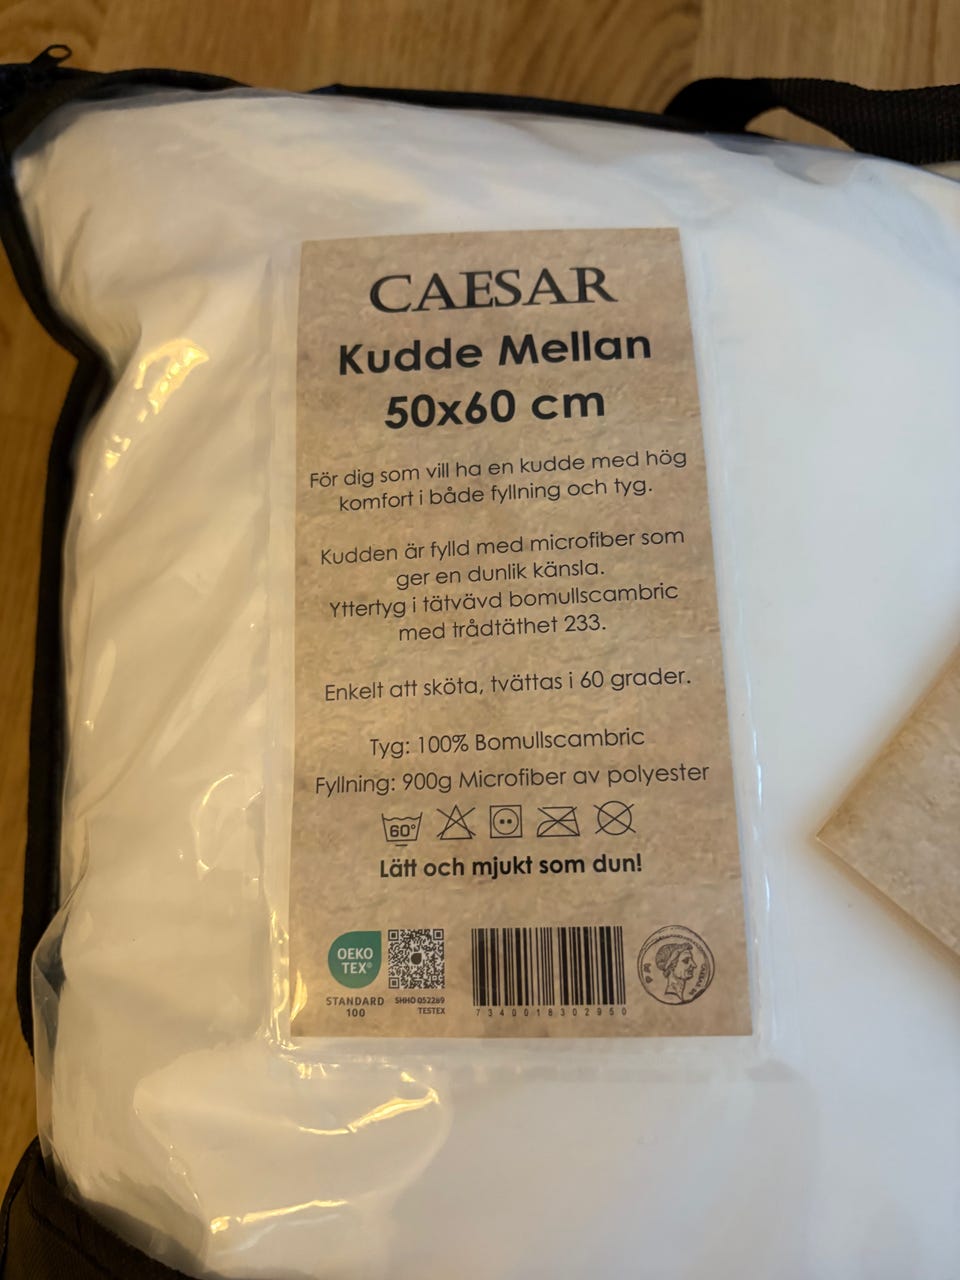 CAESAR
Kudde Mellan
50x60 cm
För dig som vill ha en kudde med hög
komfort i både fyllning och tyg.
Kudden är fylld med microfiber som
ger en dunlik känsla.
Yttertyg i tätvävd bomullscambric
med trådtäthet 233.
Enkelt att sköta, tvättas i 60 grader.
Tyg: 100% Bomullscambric
Fyllning: 900g Microfiber av polyester
60°
Lätt och mjukt som dun!
OEKO
TEX®
STANDARD
100
SHHO 052269
TESTEX
7340018302950